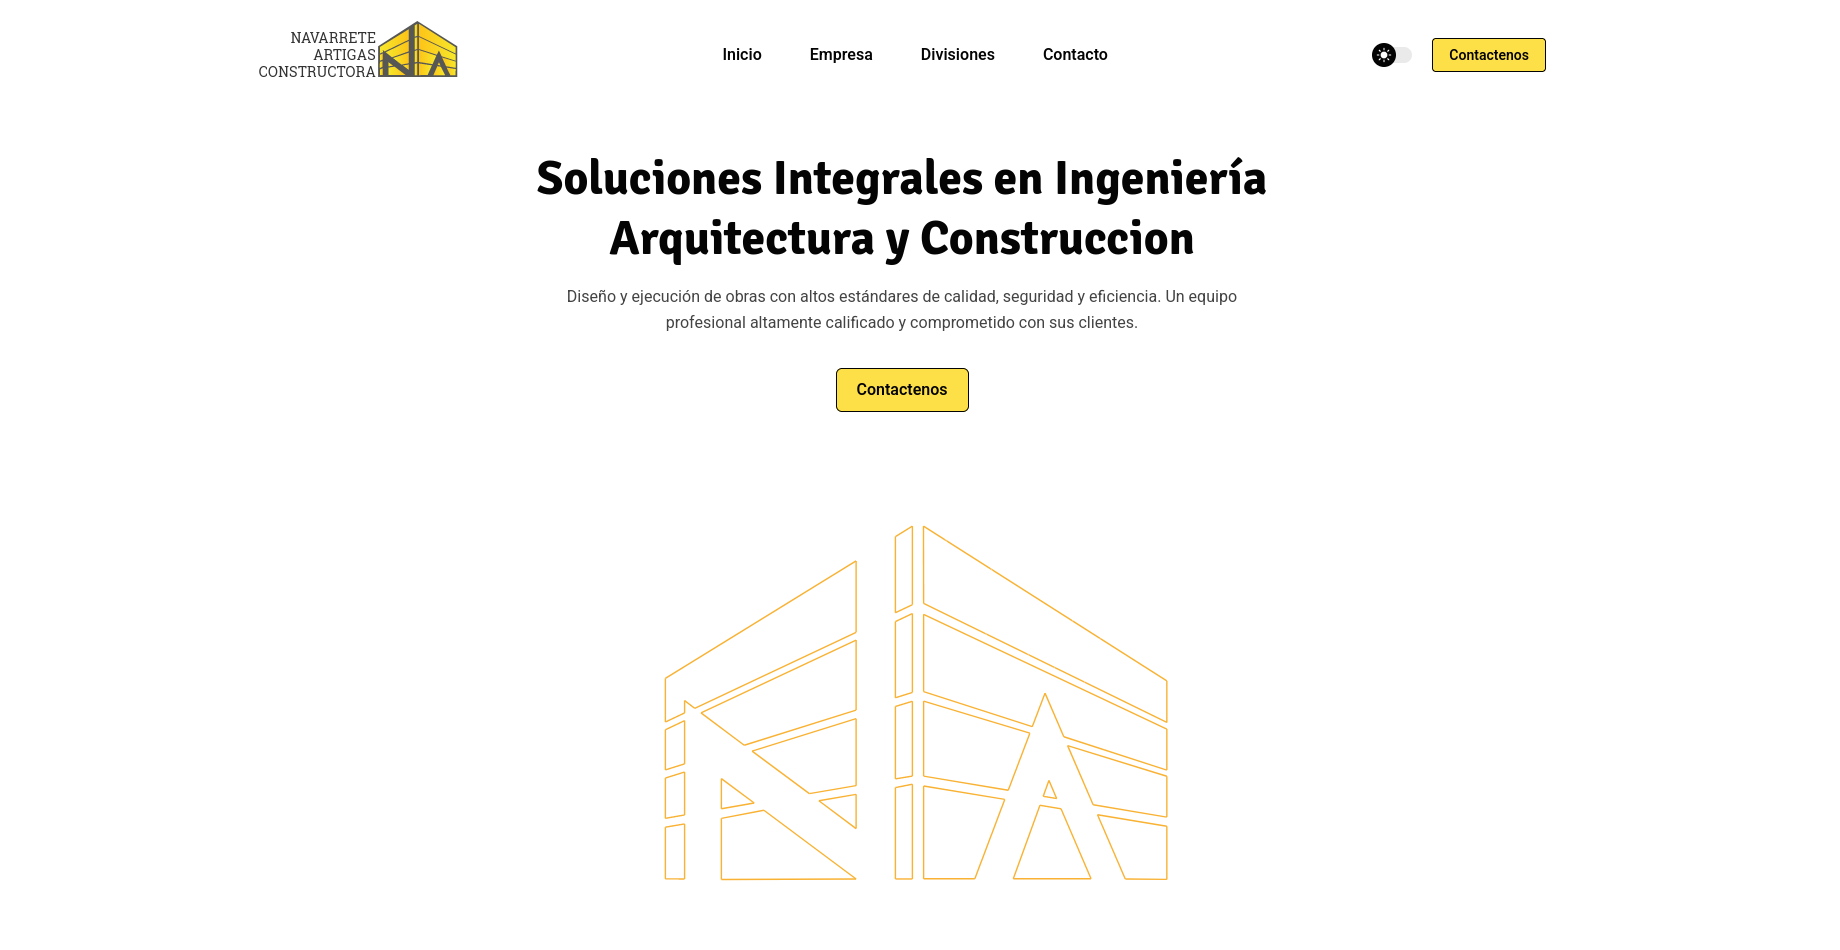 NAVARRETE
ARTIGAS
CONSTRUCTORA
Inicio
Empresa
Divisiones
Contacto
Contactenos
Soluciones Integrales en Ingeniería
Arquitectura y Construccion
Diseño y ejecución de obras con altos estándares de calidad, seguridad y eficiencia. Un equipo
profesional altamente calificado y comprometido con sus clientes.
Contactenos